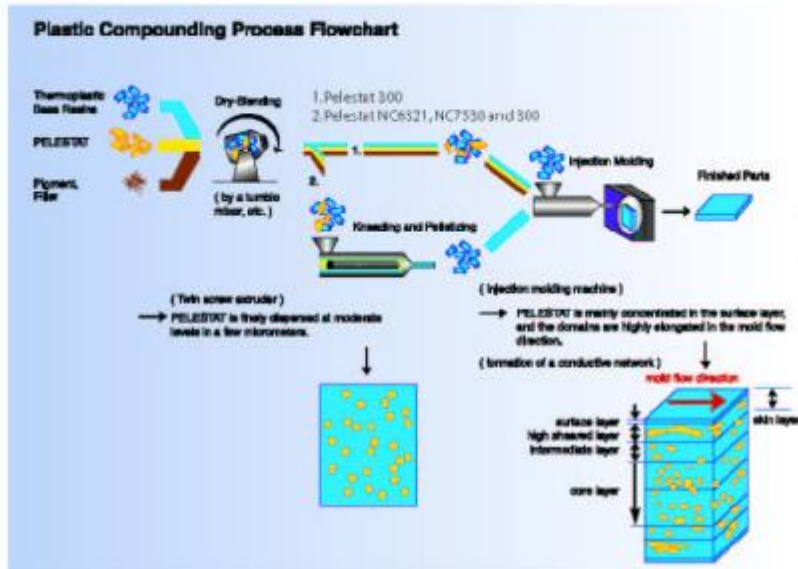 Plastic Compounding Process Flowchart
Thermoplastic
Base Resins
PELESTAT
Pigment,
Filler
Dry-Blending
( by a tumble
mixer, etc. )
1.Pelestat 300
2.Pelestat NC6321, NC7530 and 300
1.
2.
Kneading and Pelletizing
Injection Molding
Finished Parts
( Twin screw extruder )
PELESTAT is finely dispersed at moderate
levels in a few micrometers.
( Injection molding machine )
PELESTAT is mainly concentrated in the surface layer,
and the domains are highly elongated in the mold flow
direction.
( formation of a conductive network )
mold flow direction
surface layer
high sheared layer
intermediate layer
core layer
skin layer